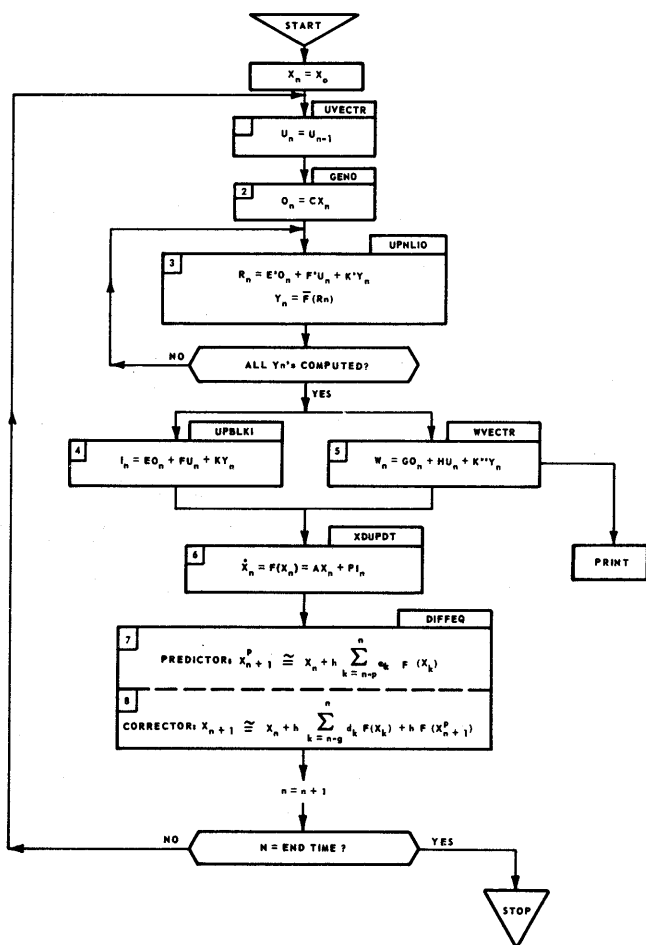 START
Xn = Xo
UVECTR
Un = Un-1
GENO
2
On = CXn
UPNLIO
3
Rn = E'On + F'Un + K'Yn
Yn = F̅(Rn)
NO
ALL Yn's COMPUTED?
YES
UPBLKI
4
In = EOn + FUn + KYn
WVECTR
5
Wn = GOn + HUn + K''Yn
PRINT
XDUPDT
6
Ẋn = F(Xn) = AXn + PIn
DIFFEQ
7
PREDICTOR: X^p n+1 ≅ Xn + h Σ n k = n-p ak F (Xk)
8
CORRECTOR: Xn+1 ≅ Xn + h Σ n k = n-g dk F(Xk) + h F (X^p n+1)
n = n + 1
NO
N = END TIME ?
YES
STOP